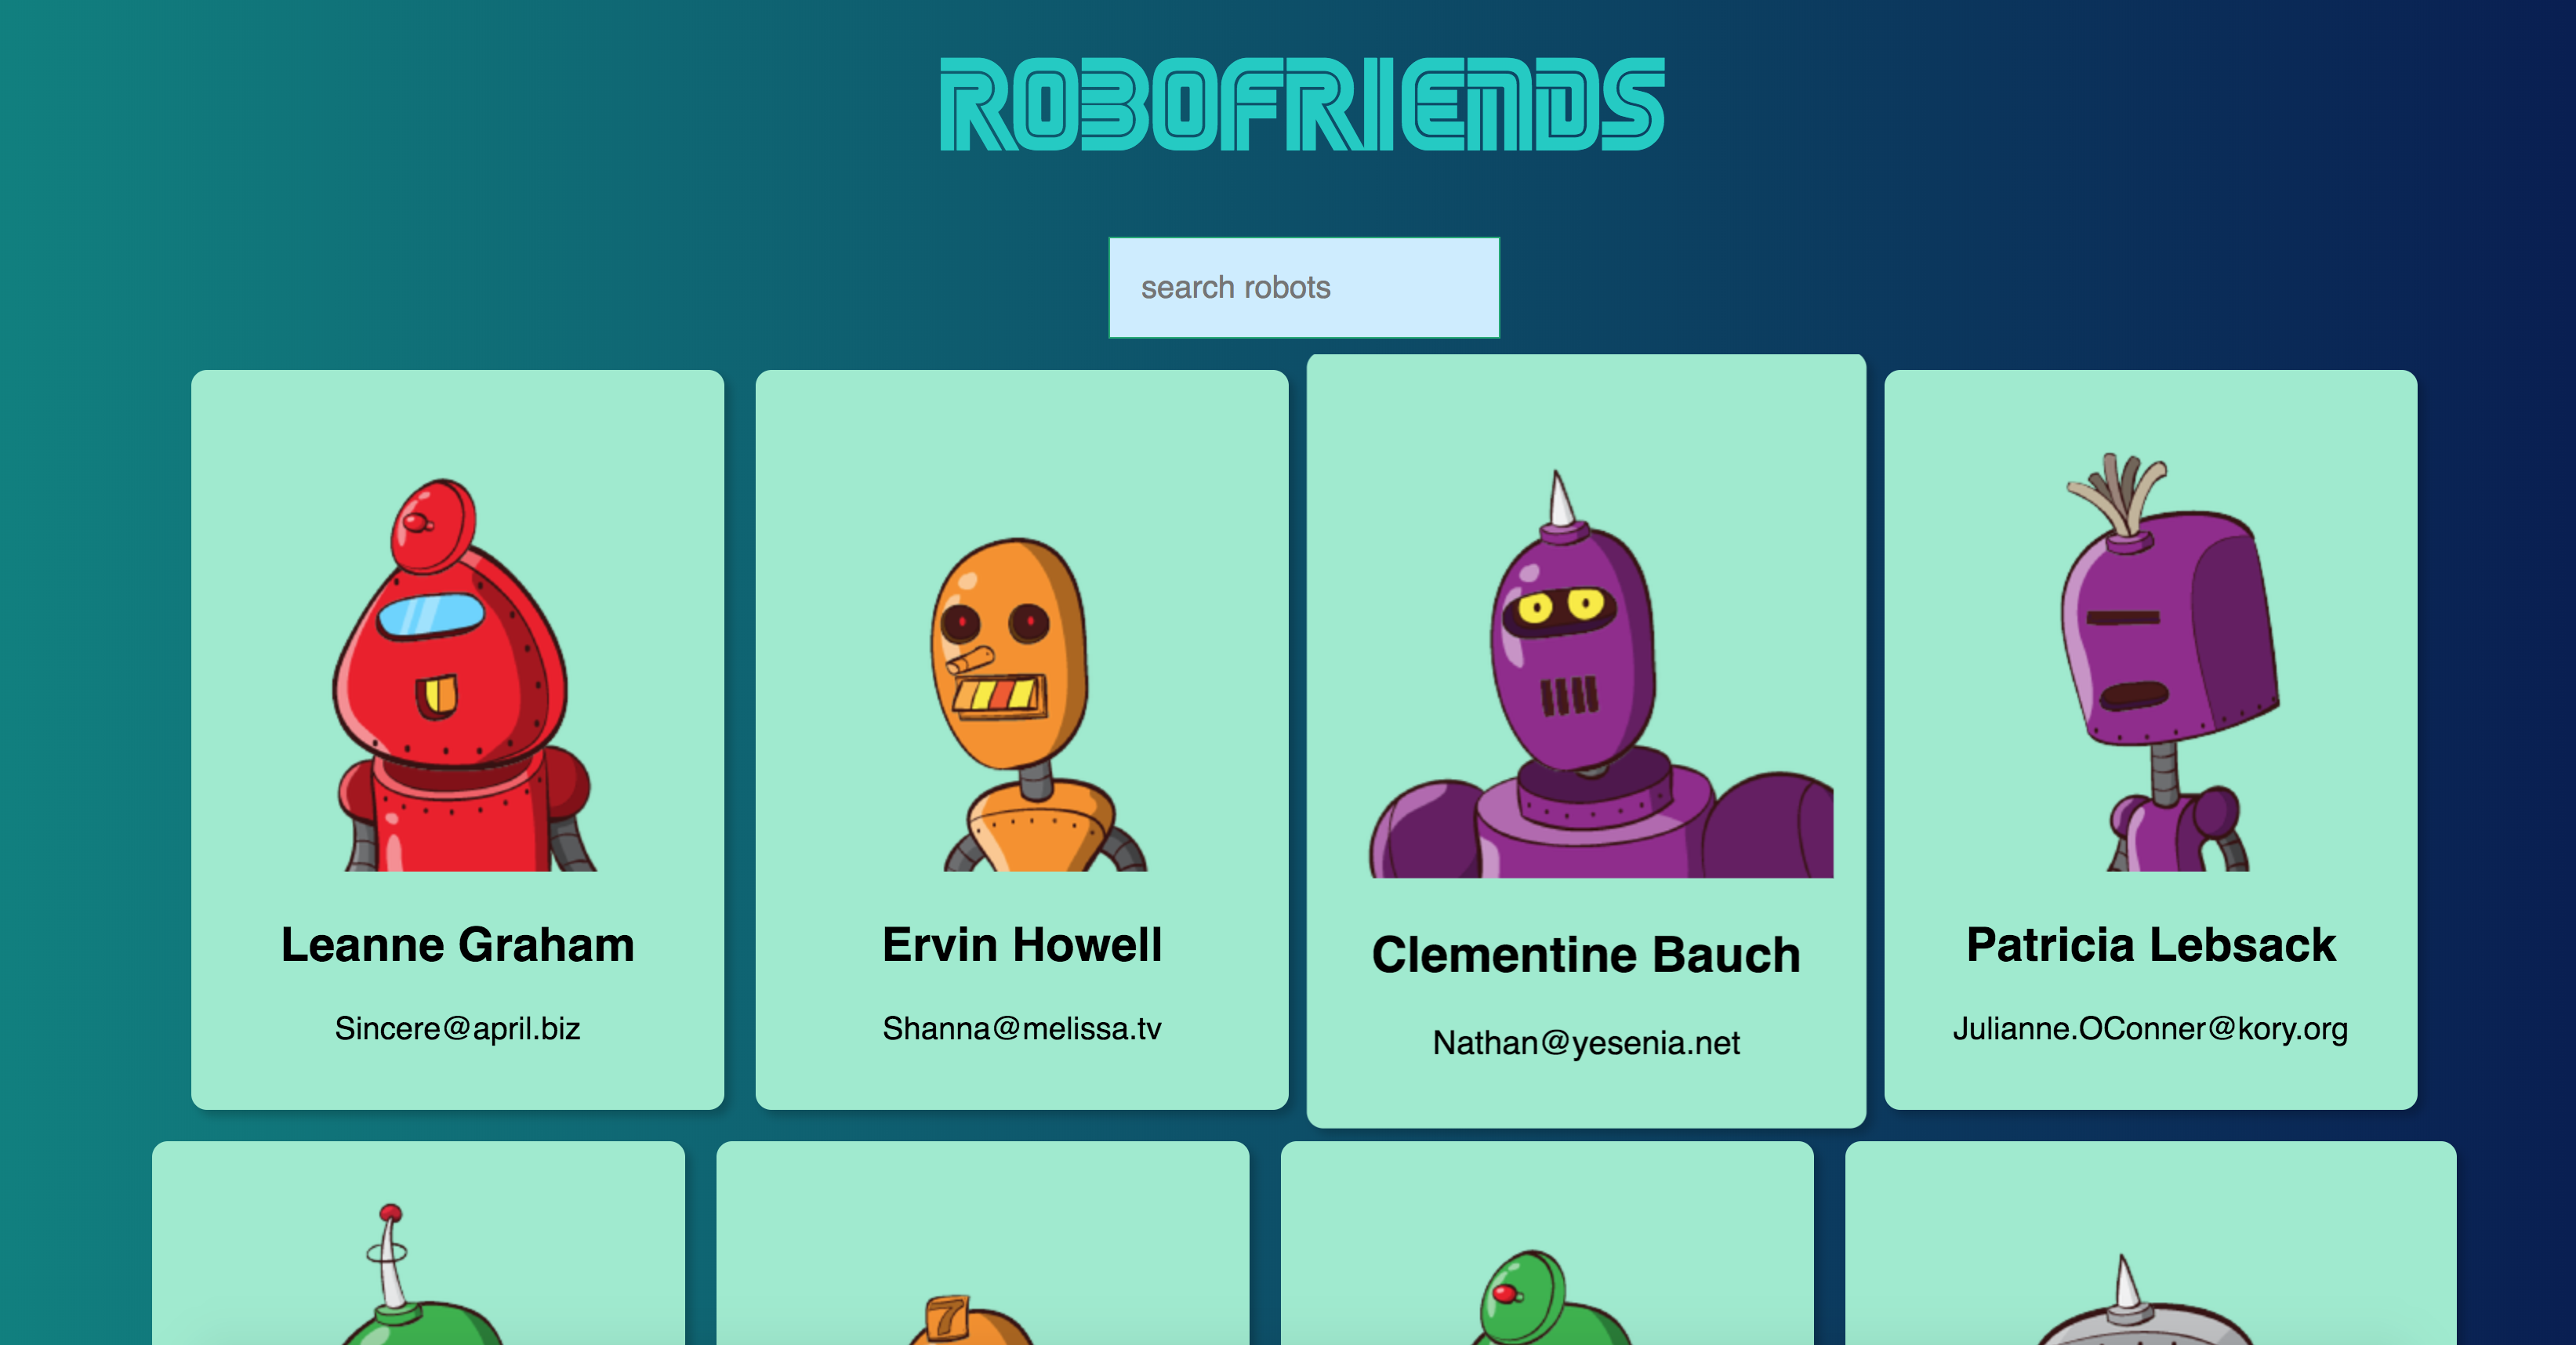 ROBOFRIENDS
search robots
Leanne Graham
Sincere@april.biz
Ervin Howell
Shanna@melissa.tv
Clementine Bauch
Nathan@yesenia.net
Patricia Lebsack
Julianne.OConner@kory.org
7